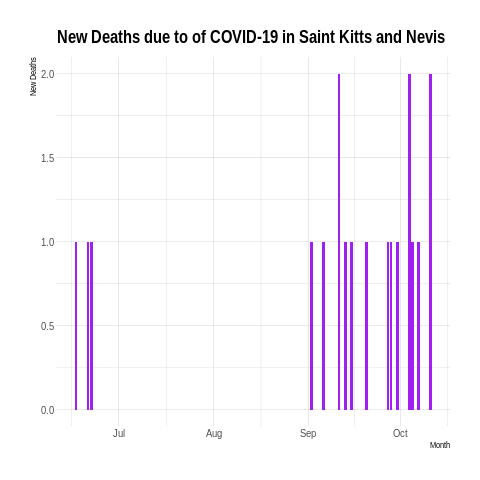 New Deaths due to of COVID-19 in Saint Kitts and Nevis
New Deaths
2.0
1.5
1.0
0.5
0.0
Jul Aug Sep Oct
Month